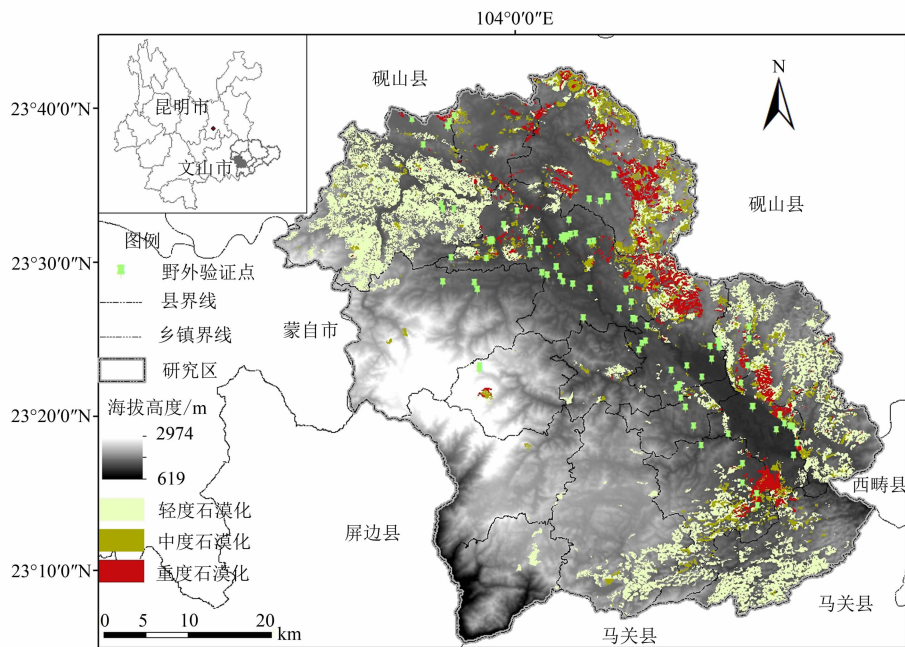 104°0′0″E
砚山县
N
昆明市
文山市
23°40′0″N
砚山县
图例
23°30′0″N
野外验证点
县界线
蒙自市
乡镇界线
研究区
海拔高度/m
23°20′0″N
2974
619
西畴县
轻度石漠化
屏边县
中度石漠化
23°10′0″N
重度石漠化
马关县
0 5 10 20
km
马关县